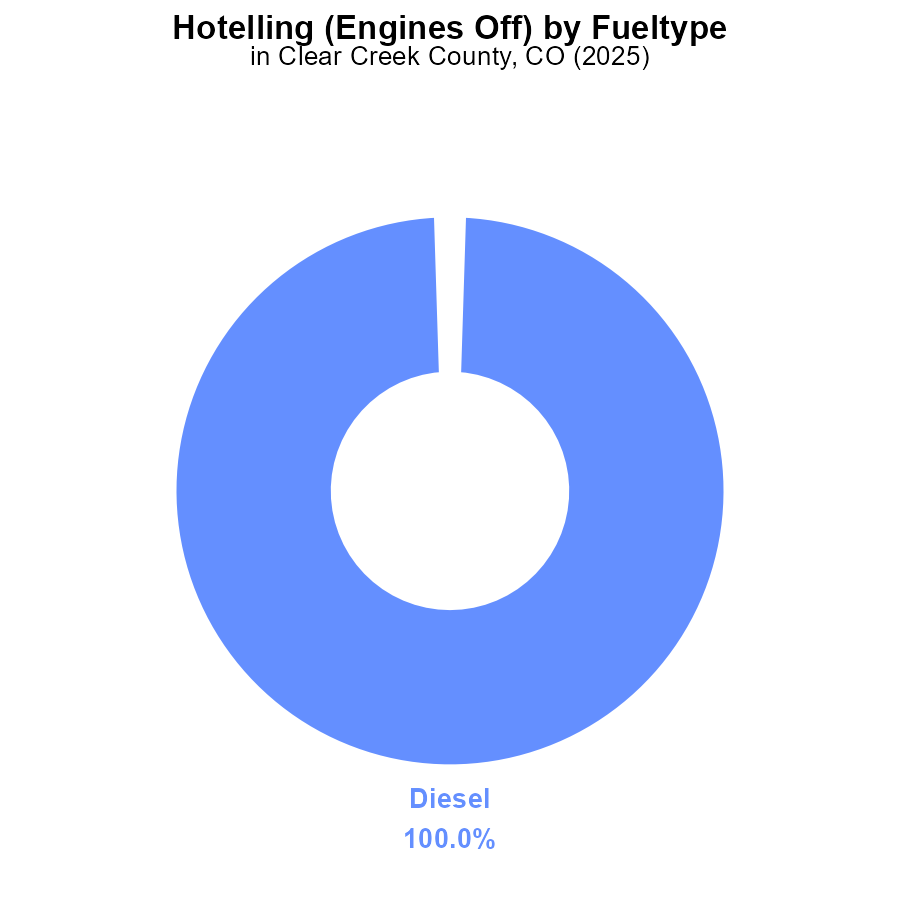 Hotelling (Engines Off) by Fueltype
in Clear Creek County, CO (2025)
Diesel
100.0%